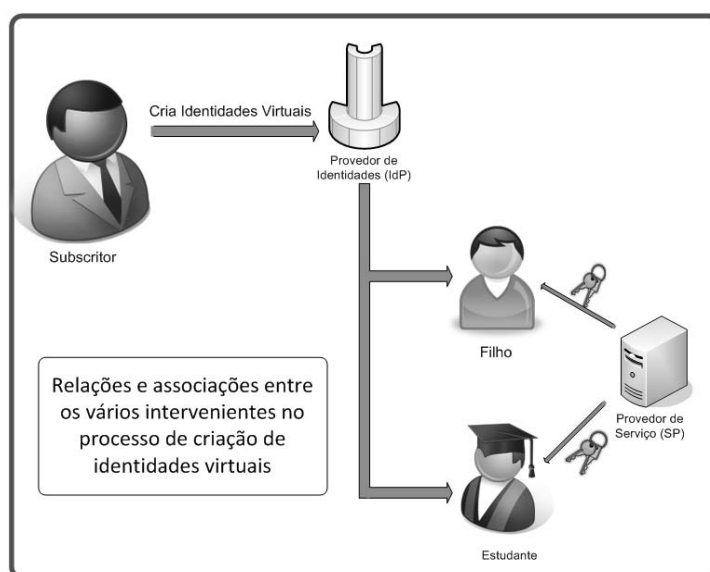 Cria Identidades Virtuais
Provedor de
Identidades (IdP)
Subscritor
Filho
Provedor de
Serviço (SP)
Relações e associações entre
os vários intervenientes no
processo de criação de
identidades virtuais
Estudante